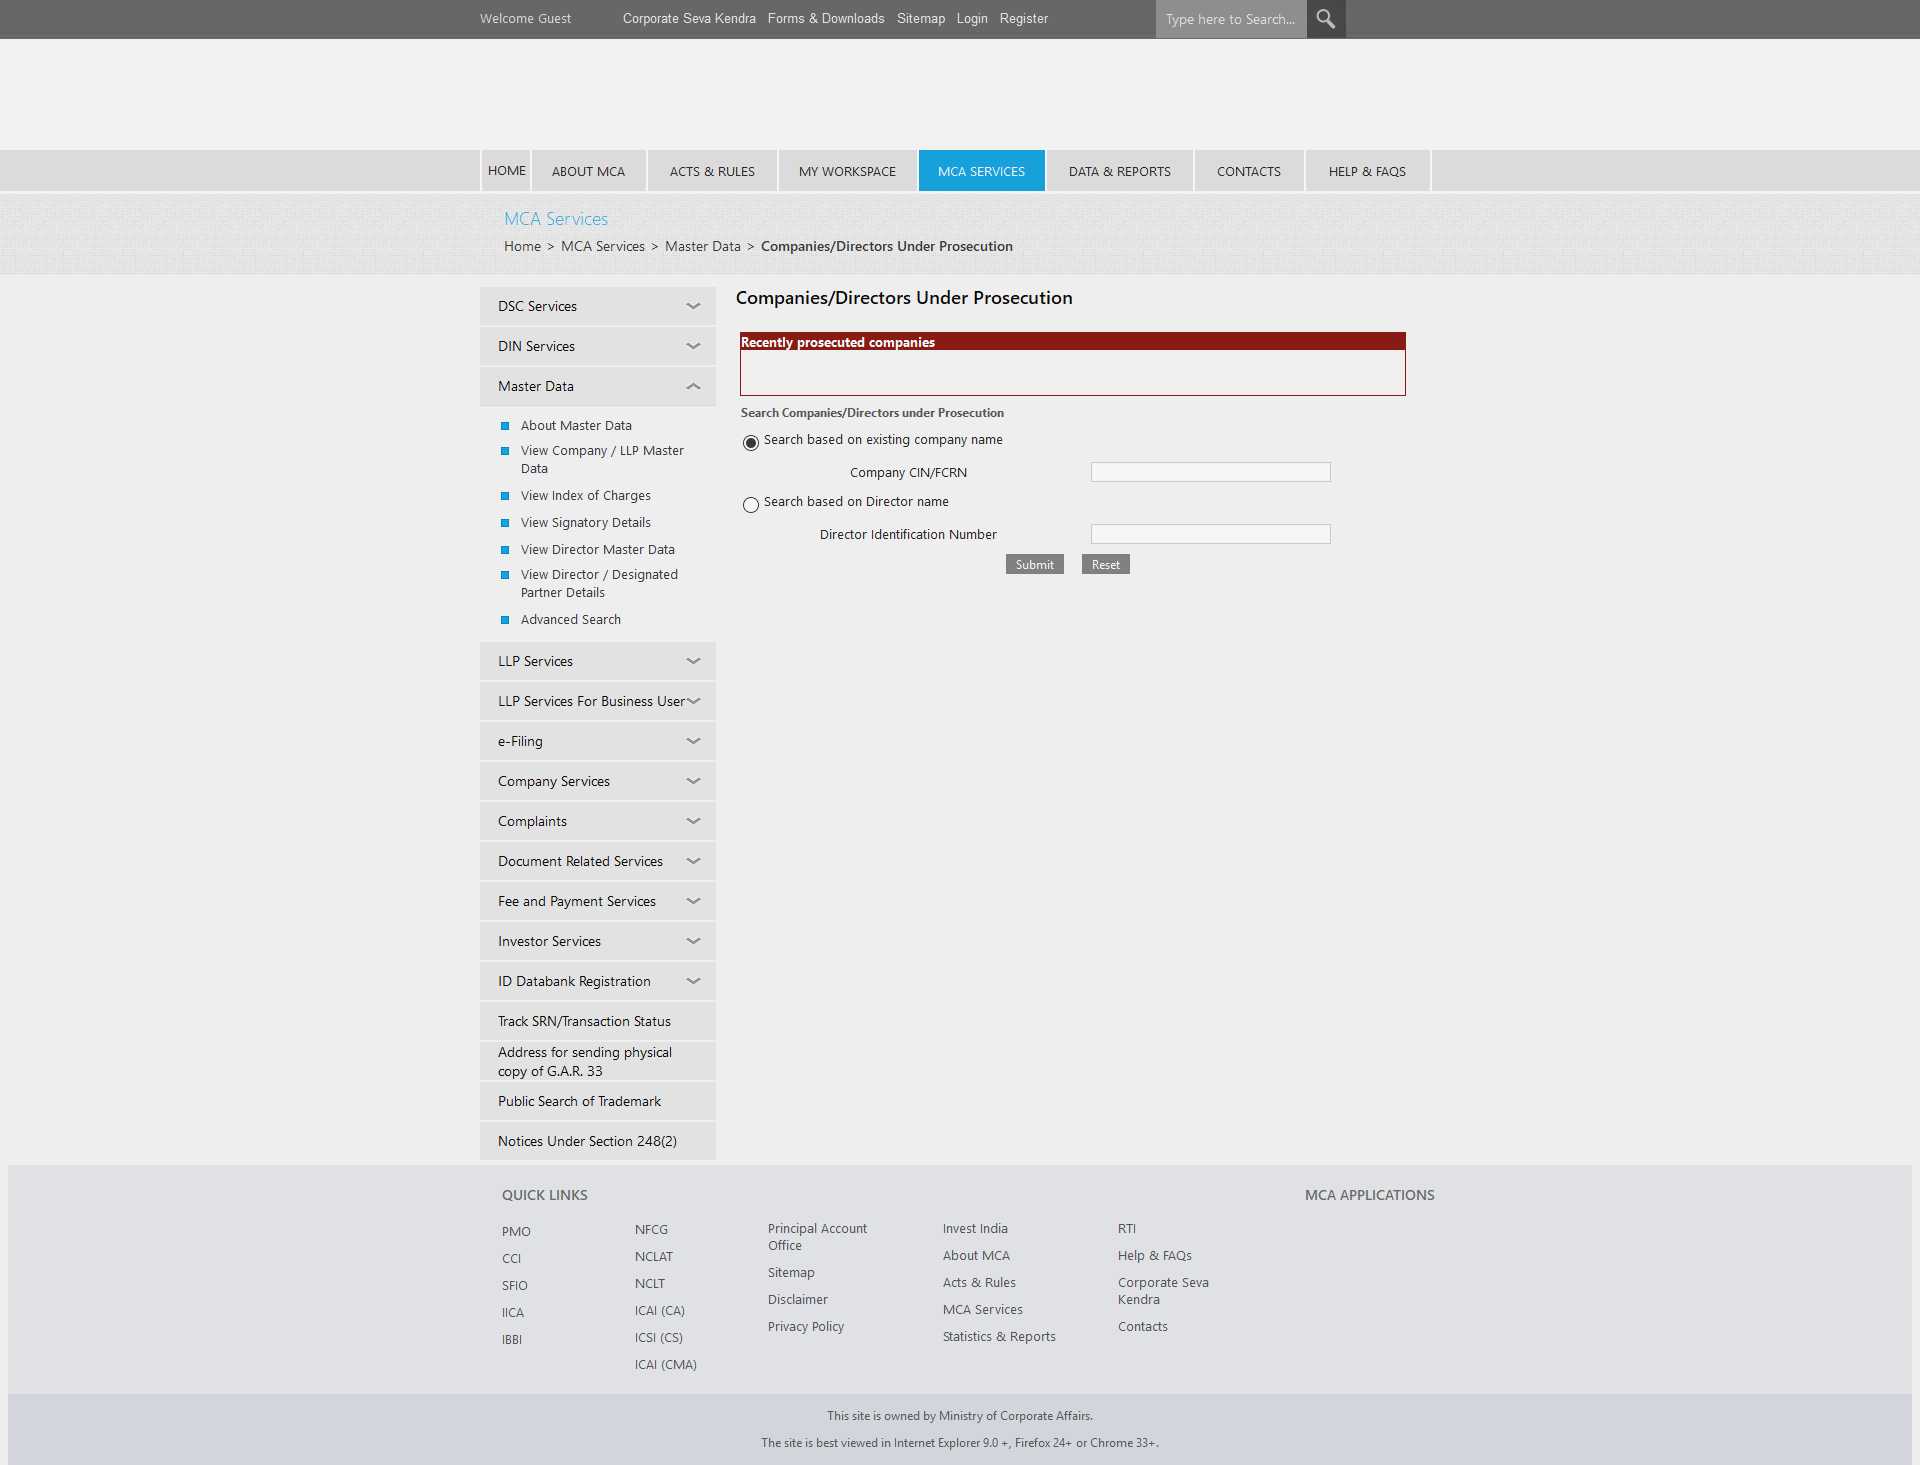 Welcome Guest
Corporate Seva Kendra Forms & Downloads Sitemap Login Register
Type here to Search...
HOME ABOUT MCA ACTS & RULES MY WORKSPACE MCA SERVICES DATA & REPORTS CONTACTS HELP & FAQS
MCA Services
Home > MCA Services > Master Data > Companies/Directors Under Prosecution
DSC Services
DIN Services
Master Data
About Master Data
View Company / LLP Master
Data
View Index of Charges
View Signatory Details
View Director Master Data
View Director / Designated
Partner Details
Advanced Search
LLP Services
LLP Services For Business User
e-Filing
Company Services
Complaints
Document Related Services
Fee and Payment Services
Investor Services
ID Databank Registration
Track SRN/Transaction Status
Address for sending physical
copy of G.A.R. 33
Public Search of Trademark
Notices Under Section 248(2)
Companies/Directors Under Prosecution
Recently prosecuted companies
Search Companies/Directors under Prosecution
Search based on existing company name
Company CIN/FCRN
Search based on Director name
Director Identification Number
Submit Reset
QUICK LINKS
PMO
CCI
SFIO
IICA
IBBI
NFCG
NCLAT
NCLT
ICAI (CA)
ICSI (CS)
ICAI (CMA)
Principal Account
Office
Sitemap
Disclaimer
Privacy Policy
Invest India
About MCA
Acts & Rules
MCA Services
Statistics & Reports
RTI
Help & FAQs
Corporate Seva
Kendra
Contacts
MCA APPLICATIONS
This site is owned by Ministry of Corporate Affairs.
The site is best viewed in Internet Explorer 9.0 +, Firefox 24+ or Chrome 33+.